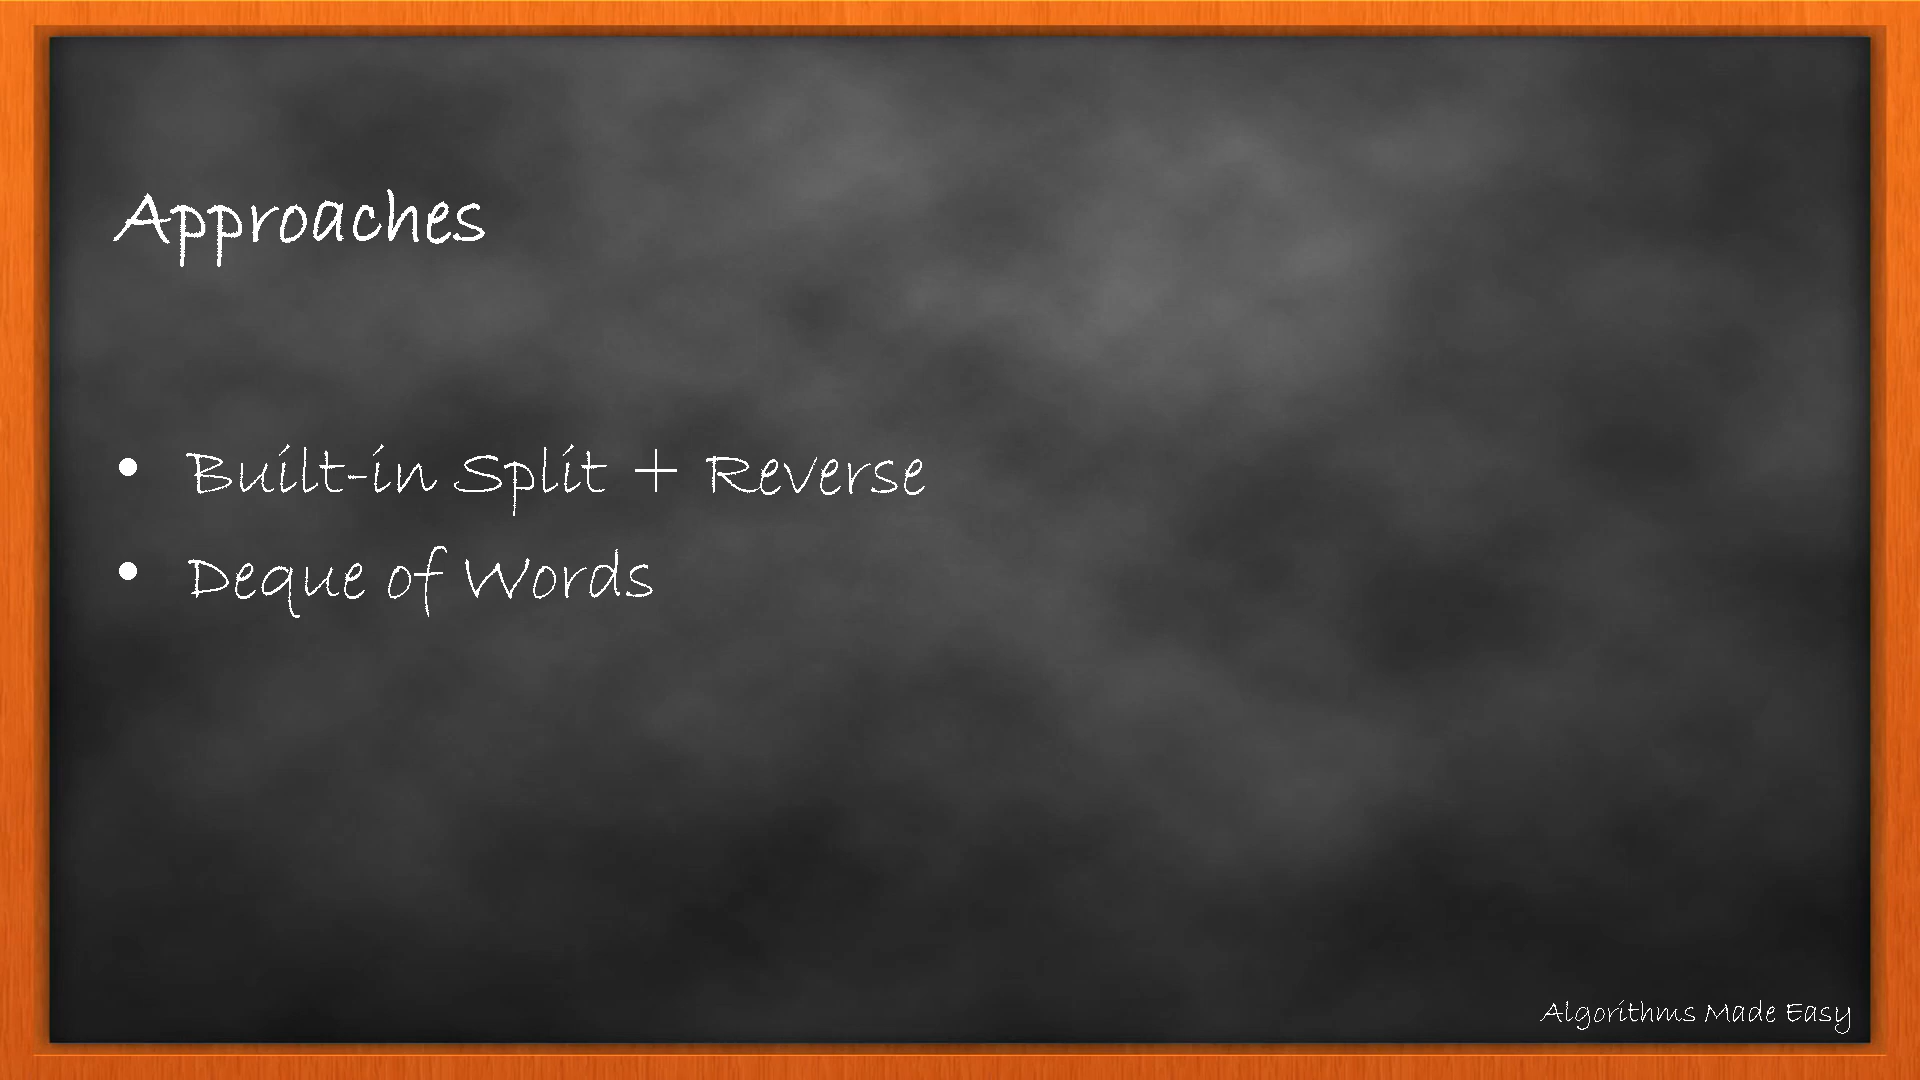 Approaches
• Built-in Split + Reverse
• Deque of Words
Algorithms Made Easy